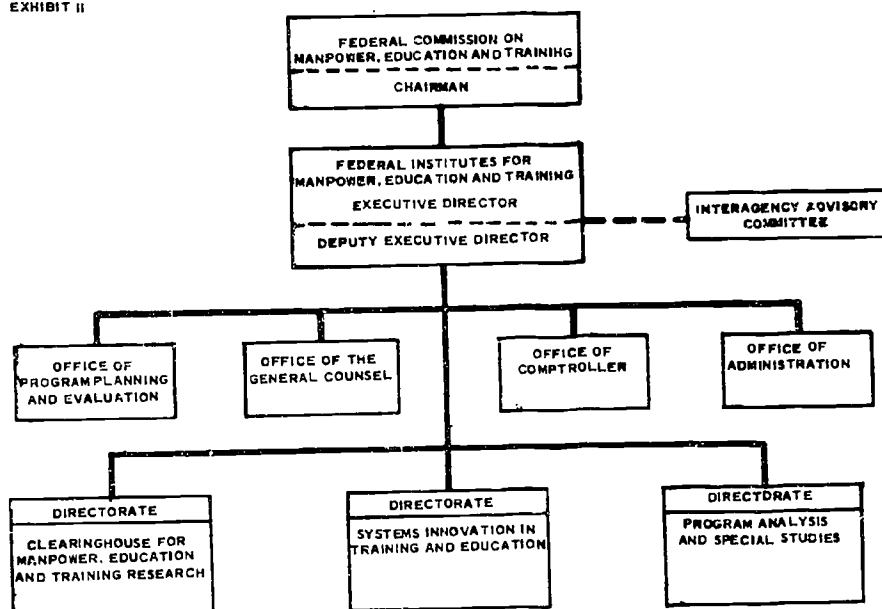 EXHIBIT II
FEDERAL COMMISSION ON
MANPOWER, EDUCATION AND TRAINING
CHAIRMAN
FEDERAL INSTITUTES FOR
MANPOWER, EDUCATION AND TRAINING
EXECUTIVE DIRECTOR
DEPUTY EXECUTIVE DIRECTOR
INTERAGENCY ADVISORY
COMMITTEE
OFFICE OF
PROGRAM PLANNING
AND EVALUATION
OFFICE OF THE
GENERAL COUNSEL
OFFICE OF
COMPTROLLER
OFFICE OF
ADMINISTRATION
DIRECTORATE
CLEARINGHOUSE FOR
MANPOWER, EDUCATION
AND TRAINING RESEARCH
DIRECTORATE
SYSTEMS INNOVATION IN
TRAINING AND EDUCATION
DIRECTORATE
PROGRAM ANALYSIS
AND SPECIAL STUDIES